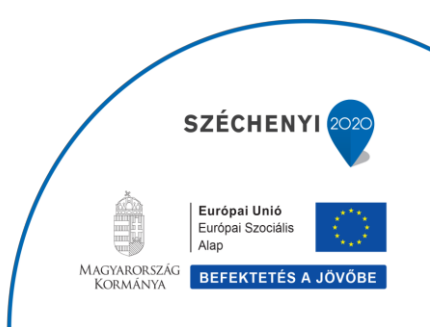 SZÉCHENYI 2020
Európai Unió
Európai Szociális
Alap
MAGYARORSZÁG
KORMÁNYA
BEFEKTETÉS A JÖVŐBE